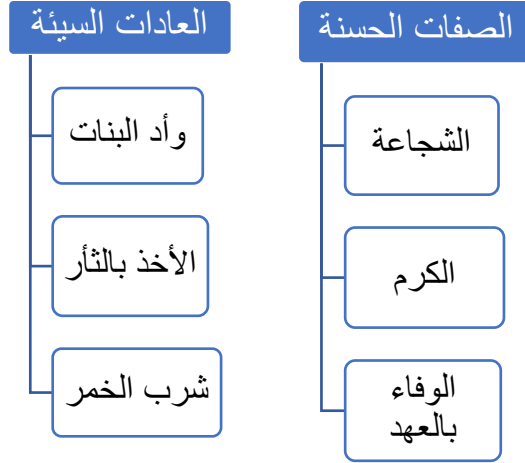 الصفات الحسنة
الشجاعة
الكرم
الوفاء
بالعهد
العادات السيئة
وأد البنات
الأخذ بالثأر
شرب الخمر